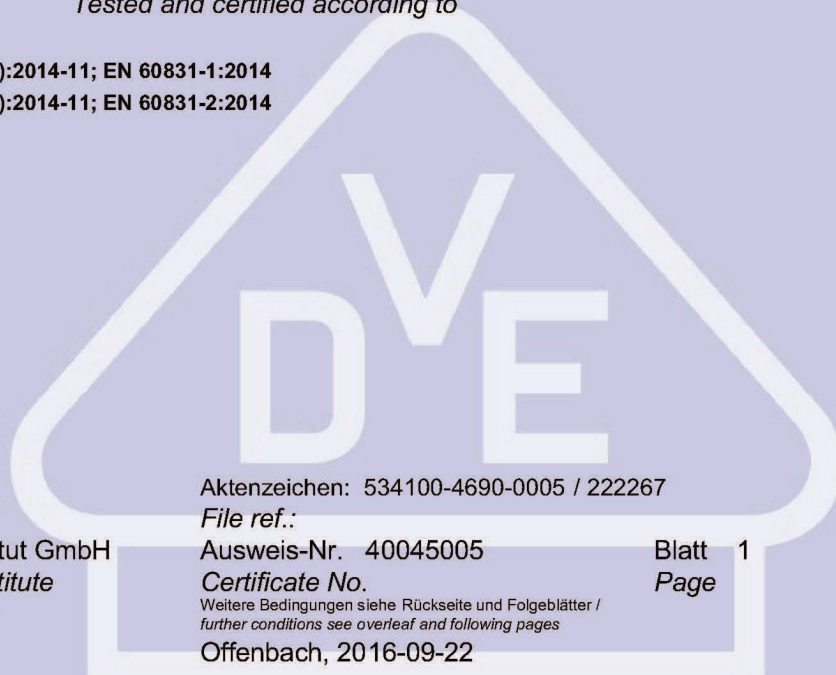 Tested and certified according to
):2014-11; EN 60831-1:2014
):2014-11; EN 60831-2:2014
DVE
Aktenzeichen: 534100-4690-0005 / 222267
File ref.:
tut GmbH Ausweis-Nr. 40045005 Blatt 1
titute Certificate No. Page
Weitere Bedingungen siehe Rückseite und Folgeblätter /
further conditions see overleaf and following pages
Offenbach, 2016-09-22